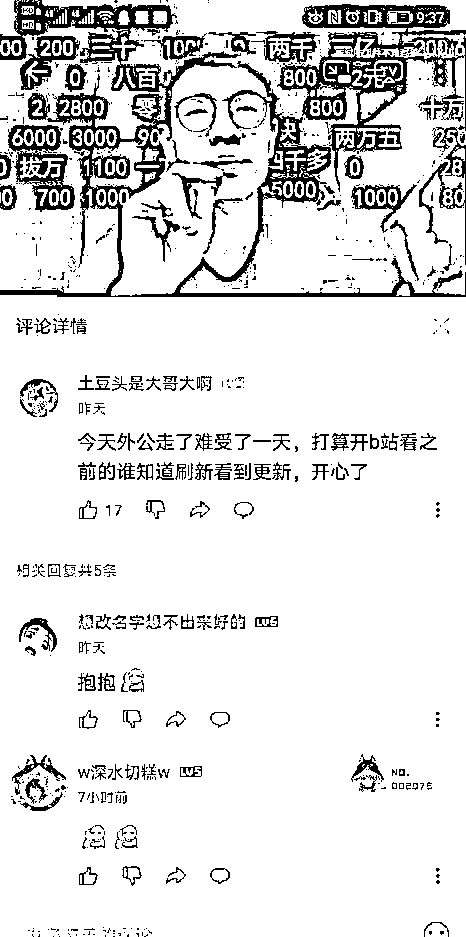 9:37
00 200 三千 100 两千 三亿 200
个 0 八百 800 2元
2 2800 零 800 十万
6000 3000 90 两万五 250
0 拔万 1100 四千多 0 28
0 700 1000 5000 1000 80
评论详情
土豆头是大哥大啊
昨天
今天外公走了难受了一天，打算开b站看之
前的谁知道刷新看到更新，开心了
17
相关回复共5条
想改名字想不出来好的 LV5
昨天
抱抱
w深水切糕w LV5
NO.
7小时前
002076